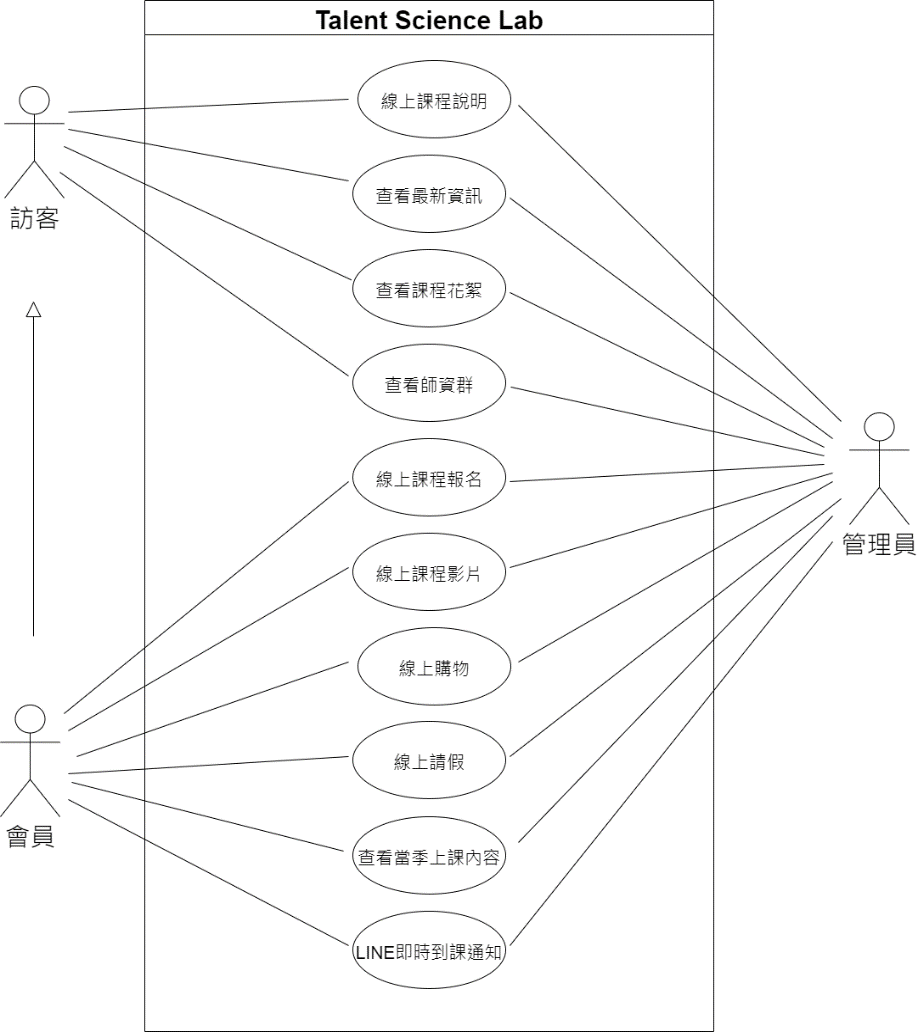 Talent Science Lab
線上課程說明
訪客
查看最新資訊
查看課程花絮
查看師資群
線上課程報名
管理員
線上課程影片
線上購物
線上請假
會員
查看當季上課內容
LINE即時到課通知